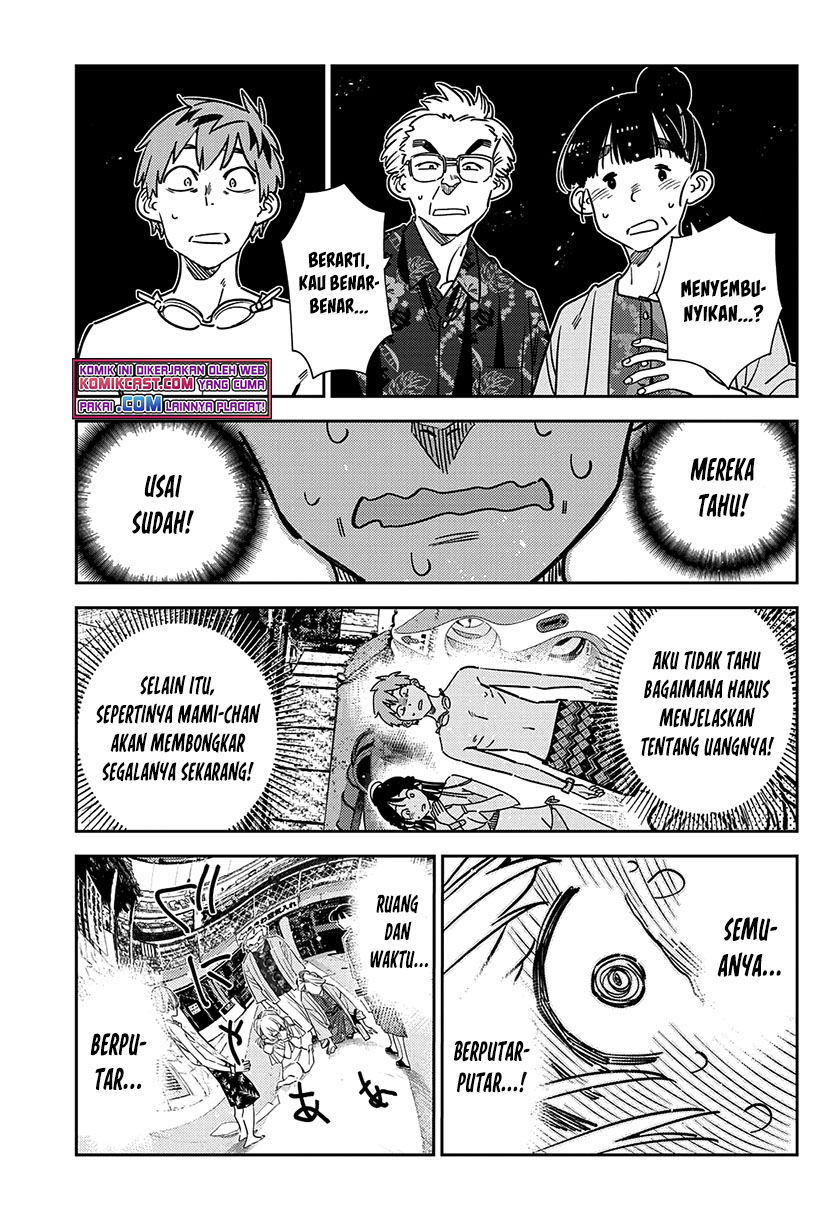 BERARTI,
KAU BENAR-
BENAR...
MENYEMBU-
NYIKAN...?
KOMIK INI DIKERJAKAN OLEH WEB
KOMIKCAST.COM YANG CUMA
PAKAI .COM LAINNYA PLAGIAT!
MEREKA
TAHU!
USAI
SUDAH!
AKU TIDAK TAHU
BAGAIMANA HARUS
MENJELASKAN
TENTANG UANGNYA!
SELAIN ITU,
SEPERTINYA MAMI-CHAN
AKAN MEMBONGKAR
SEGALANYA SEKARANG!
SEMU-
ANYA...
BERPUTAR-
PUTAR...!
RUANG
DAN
WAKTU...
BERPU-
TAR...